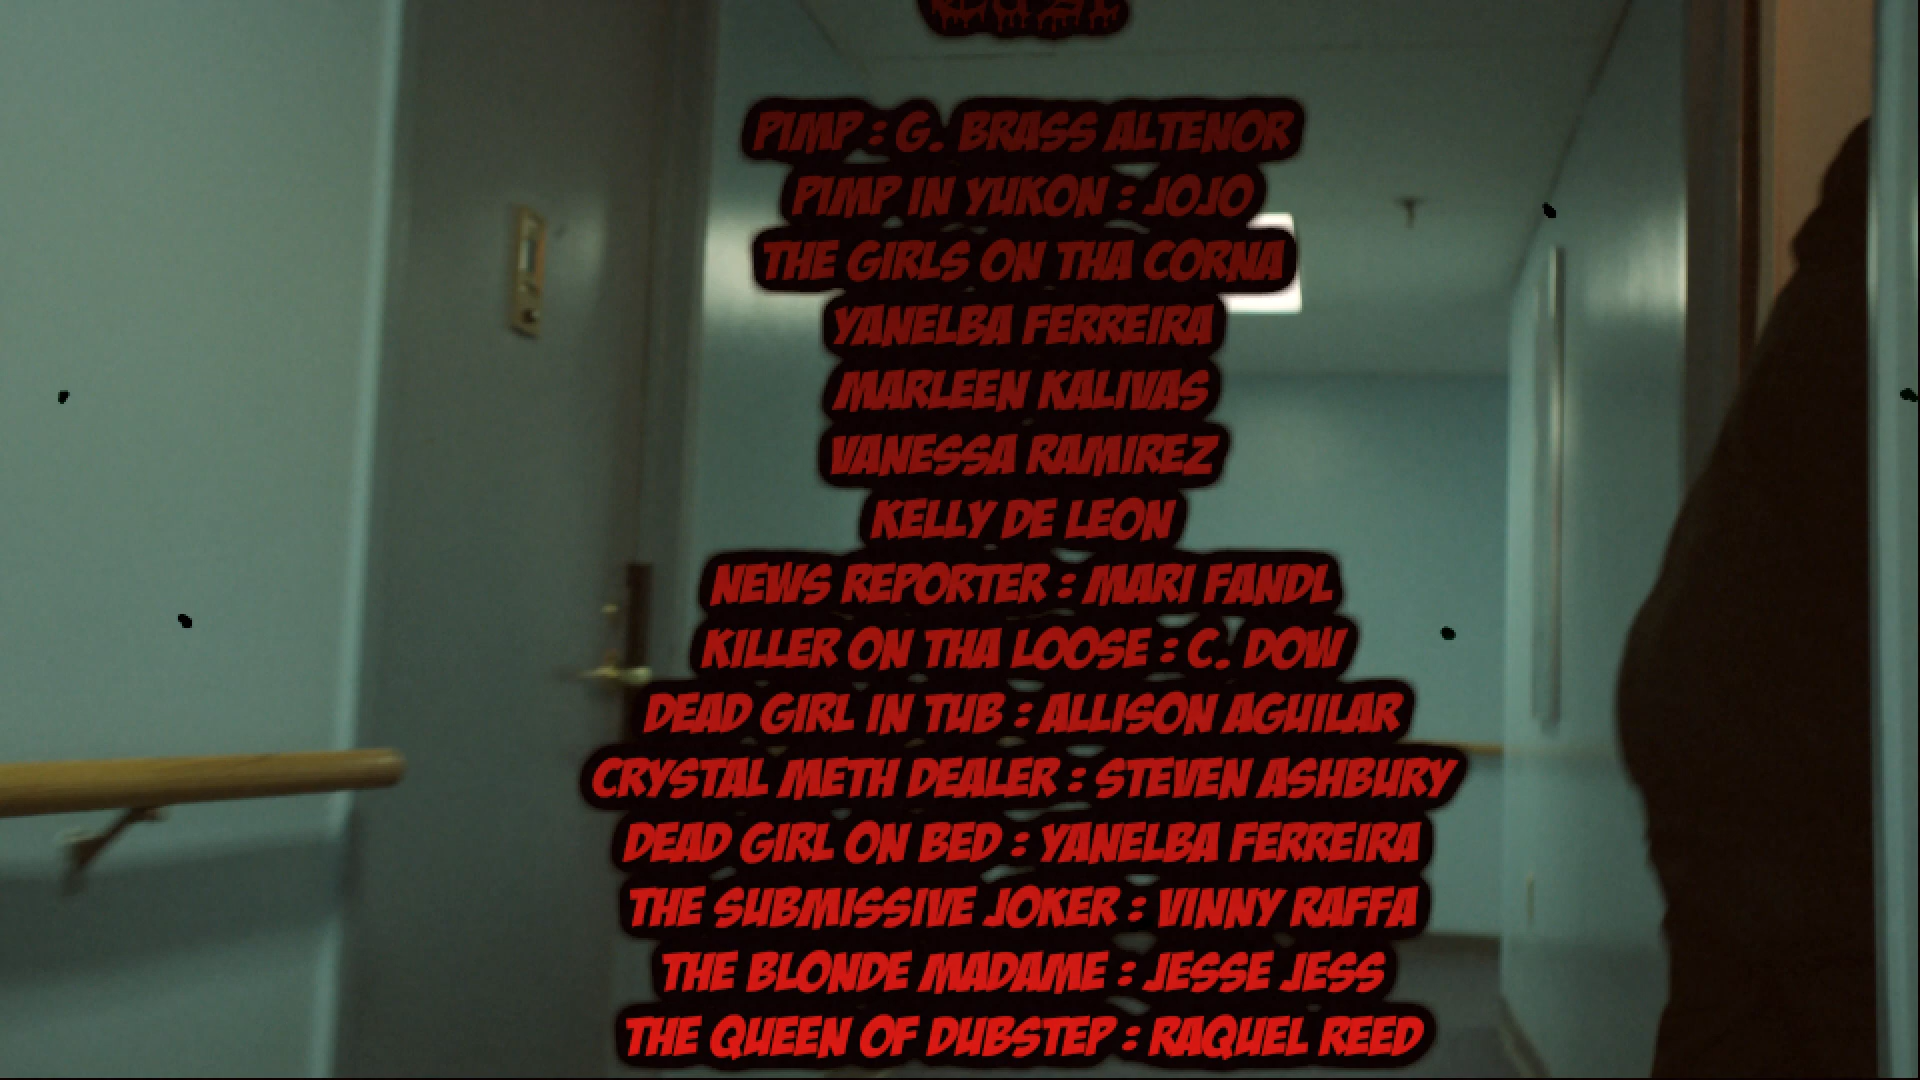 Cast
PIMP : G. BRASS ALTENOR
PIMP IN YUKON : JOJO
THE GIRLS ON THA CORNA
YANELBA FERREIRA
MARLEEN KALIVAS
VANESSA RAMIREZ
KELLY DE LEON
NEWS REPORTER : MARI FANDL
KILLER ON THA LOOSE : C. DOW
DEAD GIRL IN TUB : ALLISON AGUILAR
CRYSTAL METH DEALER : STEVEN ASHBURY
DEAD GIRL ON BED : YANELBA FERREIRA
THE SUBMISSIVE JOKER : VINNY RAFFA
THE BLONDE MADAME : JESSE JESS
THE QUEEN OF DUBSTEP : RAQUEL REED